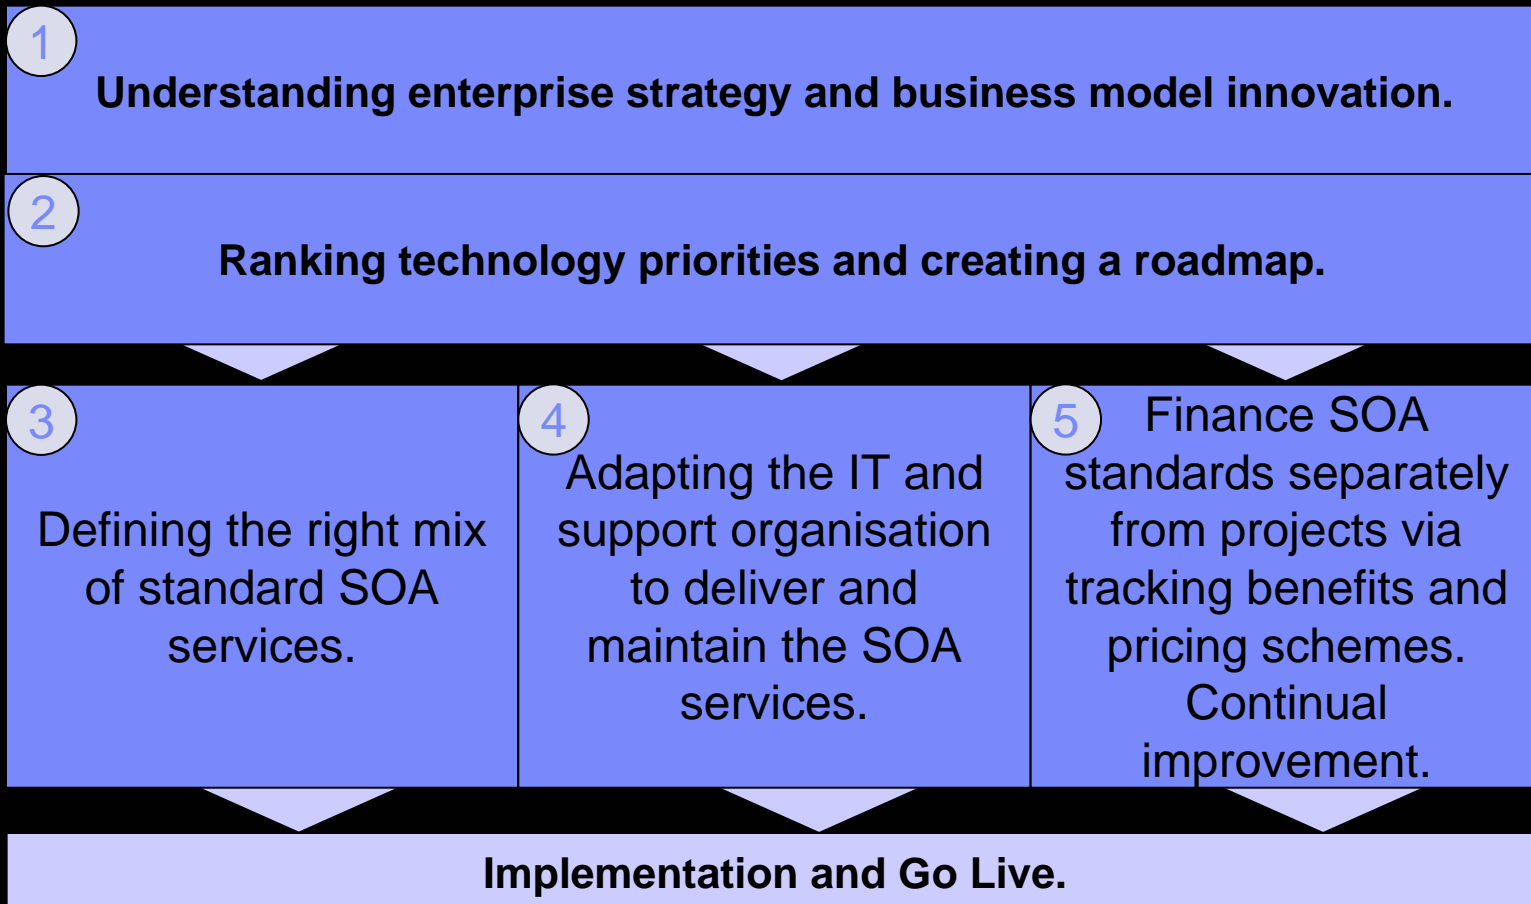 1
Understanding enterprise strategy and business model innovation.
2
Ranking technology priorities and creating a roadmap.
3
Defining the right mix
of standard SOA
services.
4
Adapting the IT and
support organisation
to deliver and
maintain the SOA
services.
5
Finance SOA
standards separately
from projects via
tracking benefits and
pricing schemes.
Continual
improvement.
Implementation and Go Live.